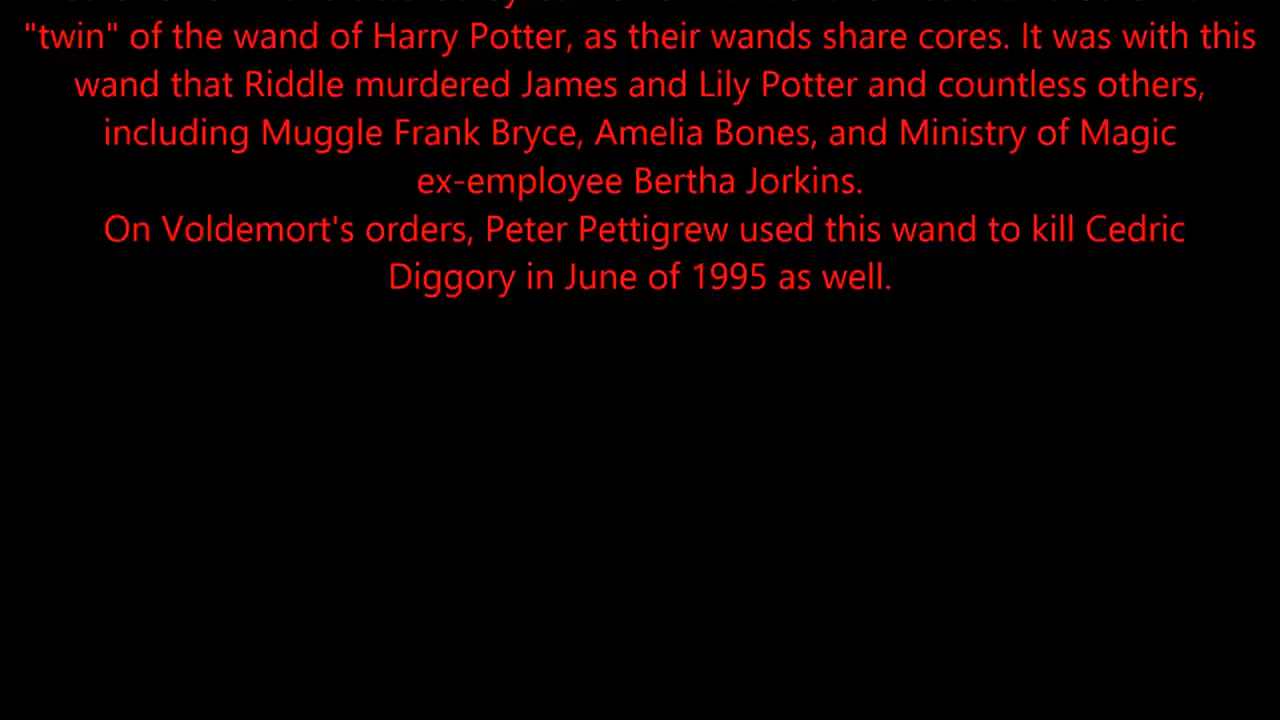 "twin" of the wand of Harry Potter, as their wands share cores. It was with this
wand that Riddle murdered James and Lily Potter and countless others,
including Muggle Frank Bryce, Amelia Bones, and Ministry of Magic
ex-employee Bertha Jorkins.
On Voldemort's orders, Peter Pettigrew used this wand to kill Cedric
Diggory in June of 1995 as well.